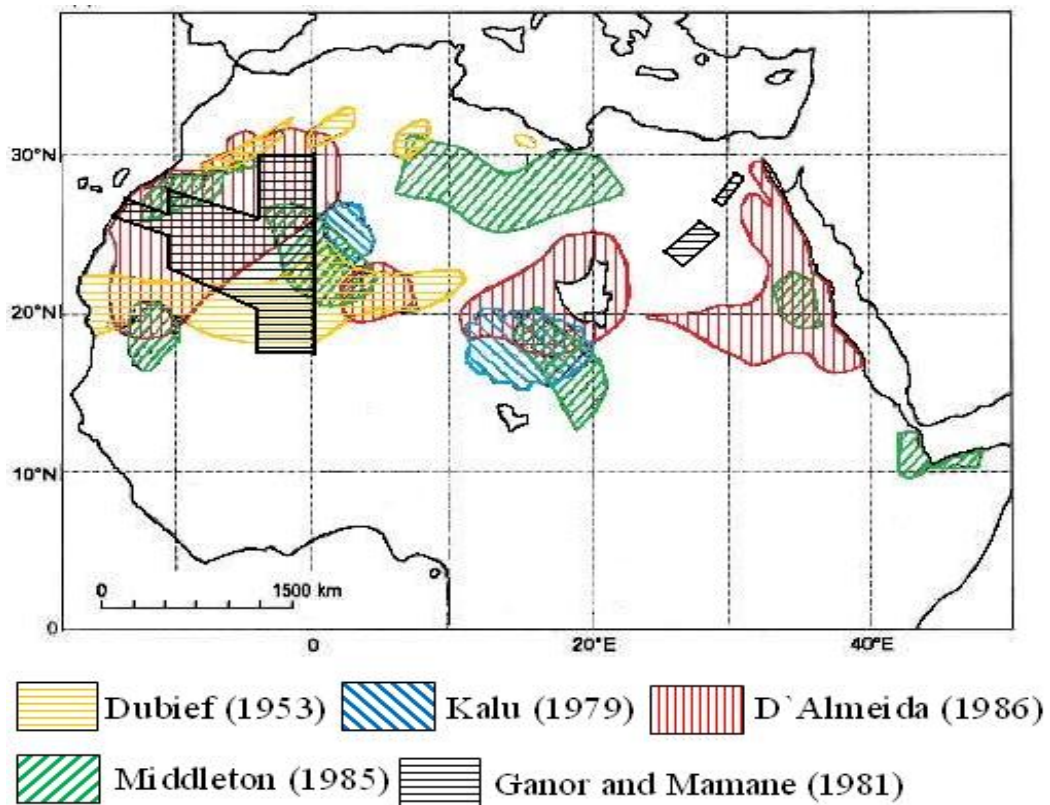 30°N
20°N
10°N
0 1500 km
0
0 20°E 40°E
Dubief (1953) Kalu (1979) D`Almeida (1986)
Middleton (1985) Ganor and Mamane (1981)